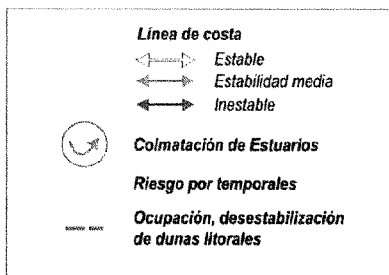 Línea de costa
Estable
Estabilidad media
Inestable
Colmatación de Estuarios
Riesgo por temporales
Ocupación, desestabilización
de dunas litorales